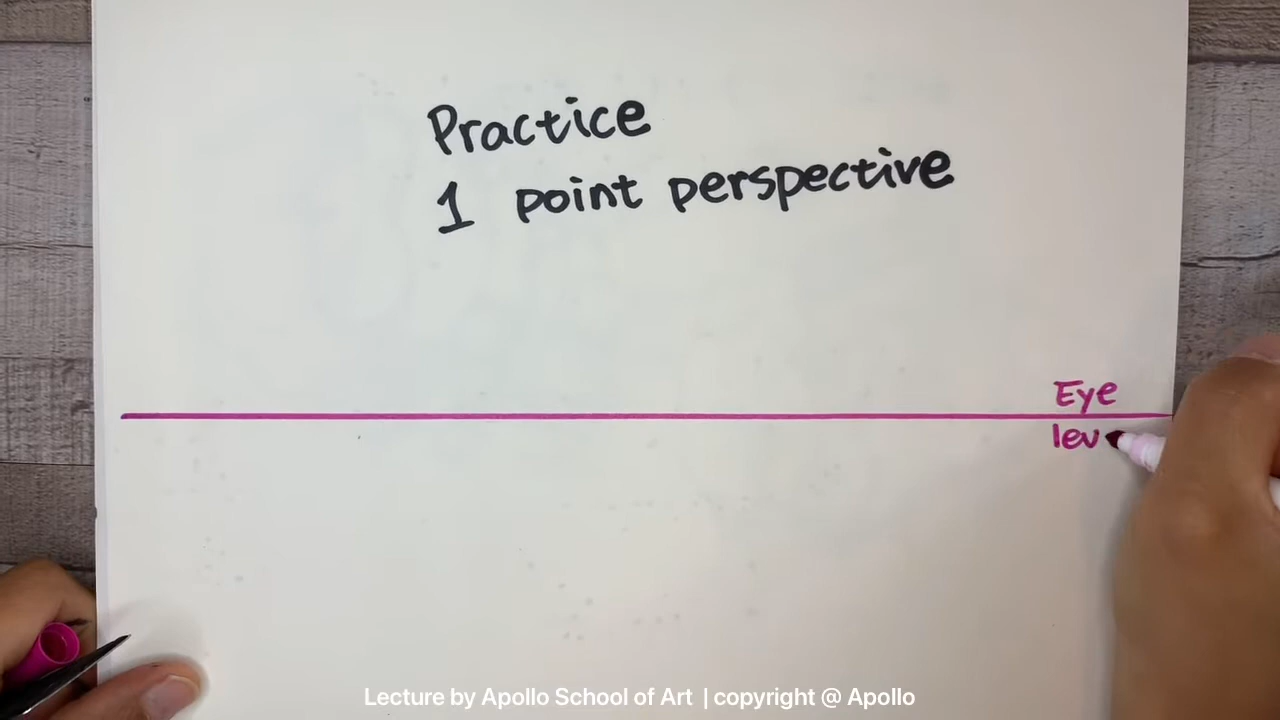 Practice
1 point perspective
Eye
lev
Lecture by Apollo School of Art | copyright @ Apollo